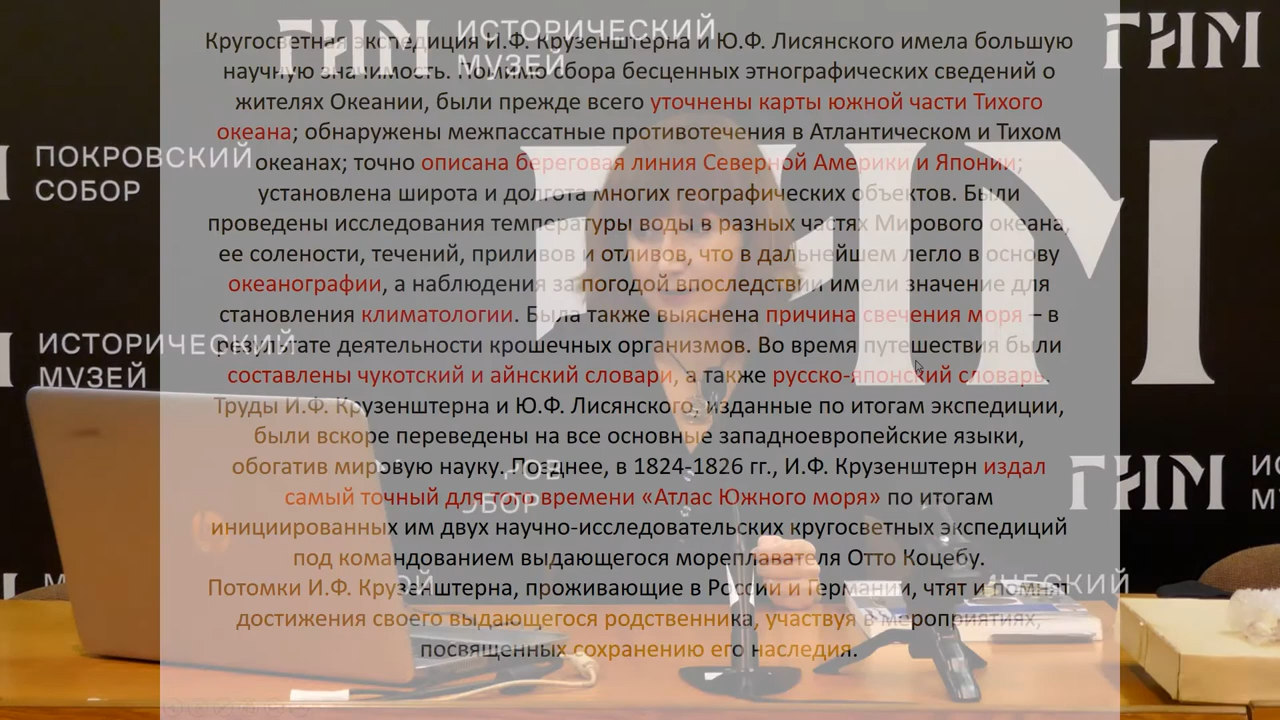 Кругосветная экспедиция И.Ф. Крузенштерна и Ю.Ф. Лисянского имела большую
научную значимость. Помимо сбора бесценных этнографических сведений о
жителях Океании, были прежде всего уточнены карты южной части Тихого
океана; обнаружены межпассатные противотечения в Атлантическом и Тихом
океанах; точно описана береговая линия Северной Америки и Японии;
установлена широта и долгота многих географических объектов. Были
проведены исследования температуры воды в разных частях Мирового океана,
ее солености, течений, приливов и отливов, что в дальнейшем легло в основу
океанографии, а наблюдения за погодой впоследствии имели значение для
становления климатологии. Была также выяснена причина свечения моря – в
результате деятельности крошечных организмов. Во время путешествия были
составлены чукотский и айнский словари, а также русско-японский словарь.
Труды И.Ф. Крузенштерна и Ю.Ф. Лисянского, изданные по итогам экспедиции,
были вскоре переведены на все основные западноевропейские языки,
обогатив мировую науку. Позднее, в 1824-1826 гг., И.Ф. Крузенштерн издал
самый точный для того времени «Атлас Южного моря» по итогам
инициированных им двух научно-исследовательских кругосветных экспедиций
под командованием выдающегося мореплавателя Отто Коцебу.
Потомки И.Ф. Крузенштерна, проживающие в России и Германии, чтят и помнят
достижения своего выдающегося родственника, участвуя в мероприятиях,
посвященных сохранению его наследия.
ГИМ
ИСТОРИЧЕСКИЙ
МУЗЕЙ
ГИМ
ПОКРОВСКИЙ
СОБОР
ГИМ
ИСТОРИЧЕСКИЙ
МУЗЕЙ
ГИМ